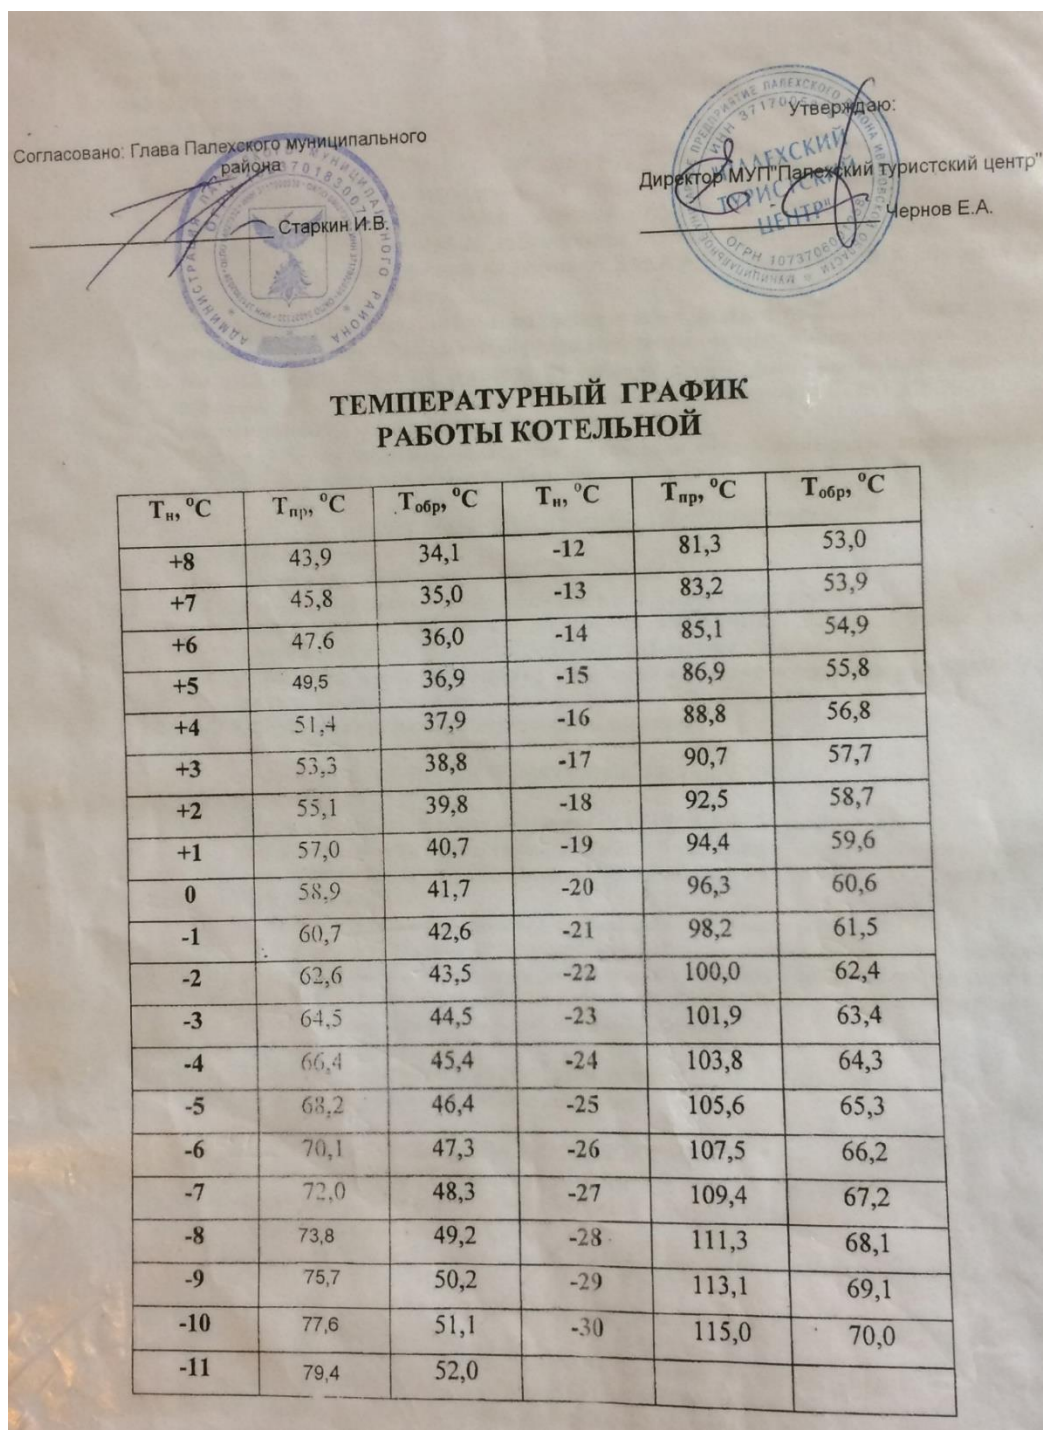 Утверждаю:
Согласовано: Глава Палехского муниципального
района
Директор МУП"Палехский туристский центр"
Старкин И.В.
Чернов Е.А.
ПАЛЕХСКИЙ
ТУРИСТСКИЙ
ЦЕНТР"
ТЕМПЕРАТУРНЫЙ ГРАФИК
РАБОТЫ КОТЕЛЬНОЙ
Тн, °С Тпр, °С Тобр, °С Тн, °С Тпр, °С Тобр, °С
+8 43,9 34,1 -12 81,3 53,0
+7 45,8 35,0 -13 83,2 53,9
+6 47,6 36,0 -14 85,1 54,9
+5 49,5 36,9 -15 86,9 55,8
+4 51,4 37,9 -16 88,8 56,8
+3 53,3 38,8 -17 90,7 57,7
+2 55,1 39,8 -18 92,5 58,7
+1 57,0 40,7 -19 94,4 59,6
0 58,9 41,7 -20 96,3 60,6
-1 60,7 42,6 -21 98,2 61,5
-2 62,6 43,5 -22 100,0 62,4
-3 64,5 44,5 -23 101,9 63,4
-4 66,4 45,4 -24 103,8 64,3
-5 68,2 46,4 -25 105,6 65,3
-6 70,1 47,3 -26 107,5 66,2
-7 72,0 48,3 -27 109,4 67,2
-8 73,8 49,2 -28 111,3 68,1
-9 75,7 50,2 -29 113,1 69,1
-10 77,6 51,1 -30 115,0 70,0
-11 79,4 52,0